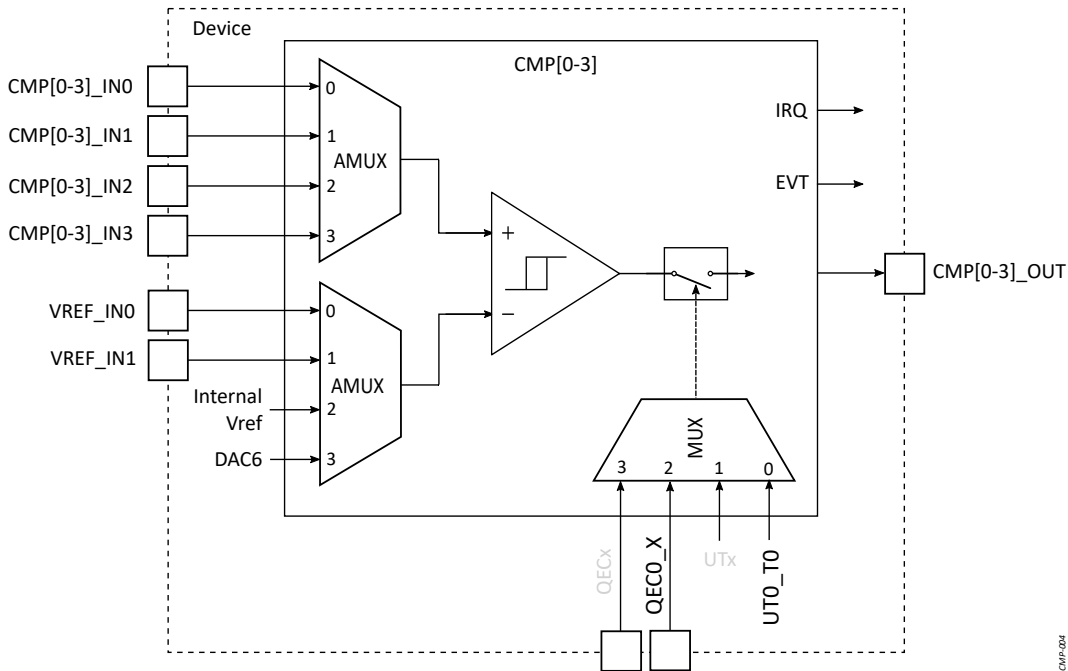 Device
CMP[0-3]
CMP[0-3]_IN0
CMP[0-3]_IN1
CMP[0-3]_IN2
CMP[0-3]_IN3
0
1
2
3
AMUX
VREF_IN0
VREF_IN1
Internal
Vref
DAC6
0
1
2
3
AMUX
+
−
IRQ
EVT
CMP[0-3]_OUT
MUX
3 2 1 0
QECx
QEC0_X
UTx
UT0_T0
CMP-004